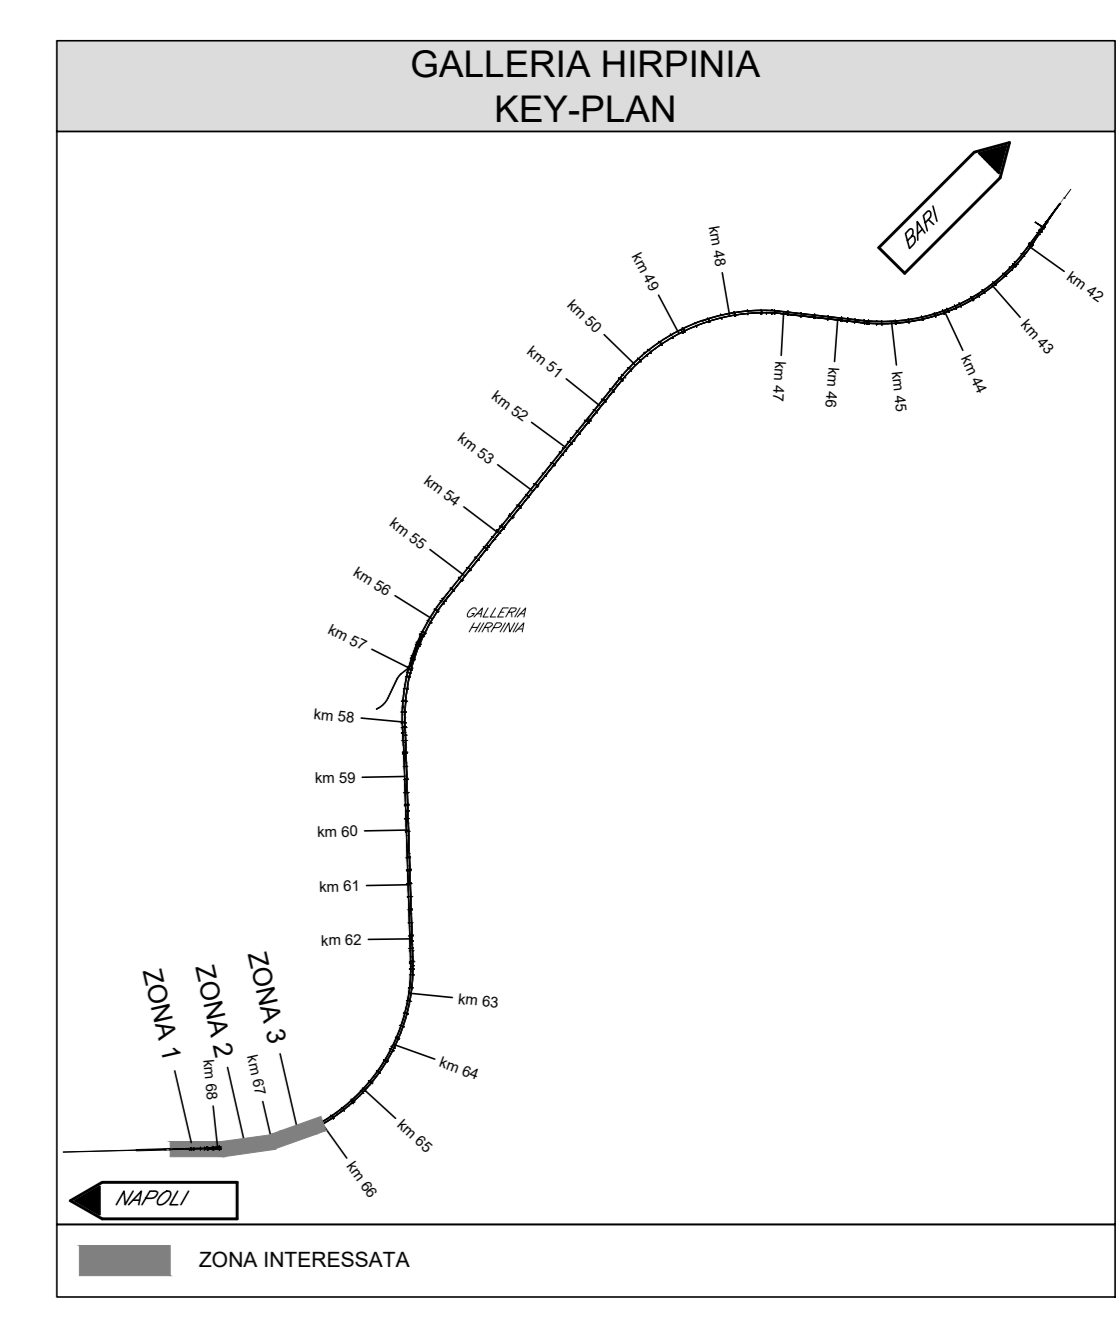 GALLERIA HIRPINIA
KEY-PLAN
BARI
km 42
km 43
km 44
km 45
km 46
km 47
km 48
km 49
km 50
km 51
km 52
km 53
km 54
km 55
km 56
GALLERIA
HIRPINIA
km 57
km 58
km 59
km 60
km 61
km 62
km 63
km 64
km 65
km 66
ZONA 3
km 67
ZONA 2
km 68
ZONA 1
NAPOLI
ZONA INTERESSATA